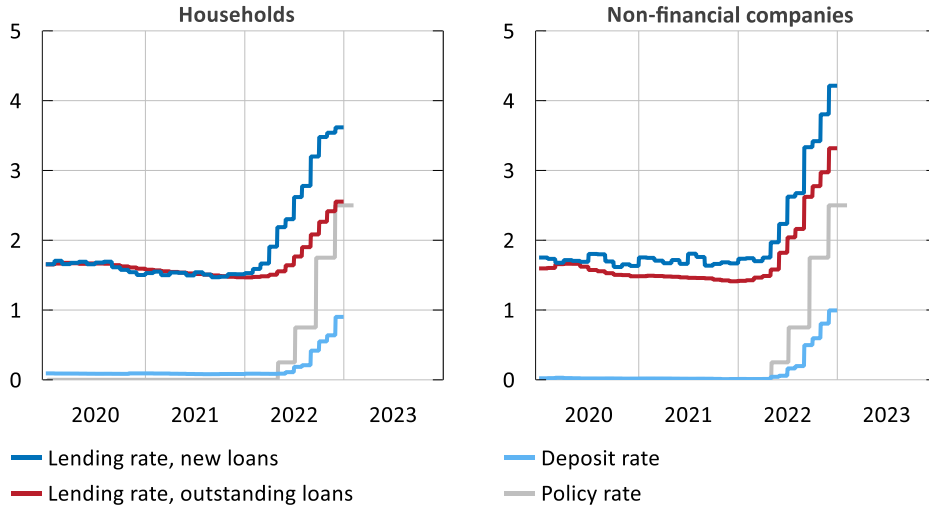 Households
5
4
3
2
1
0
2020 2021 2022 2023
Non-financial companies
5
4
3
2
1
0
2020 2021 2022 2023
Lending rate, new loans
Lending rate, outstanding loans
Deposit rate
Policy rate